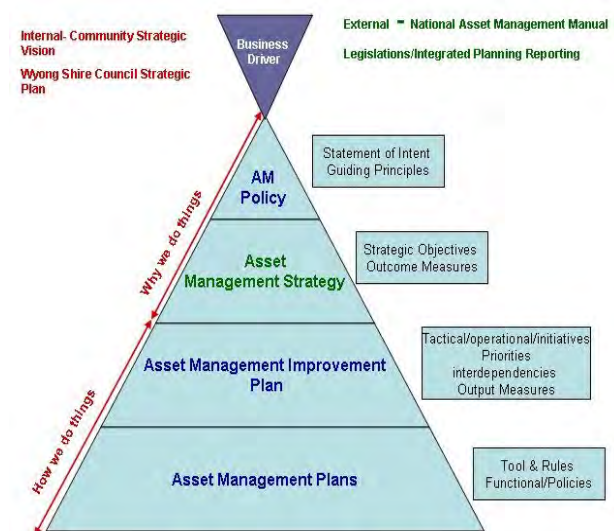 Internal- Community Strategic
Vision
Wyong Shire Council Strategic
Plan
Business
Driver
External - National Asset Management Manual
Legislations/Integrated Planning Reporting
Why we do things
How we do things
AM
Policy
Statement of Intent
Guiding Principles
Asset
Management Strategy
Strategic Objectives
Outcome Measures
Asset Management Improvement
Plan
Tactical/operational/initiatives
Priorities
interdependencies
Output Measures
Asset Management Plans
Tool & Rules
Functional/Policies